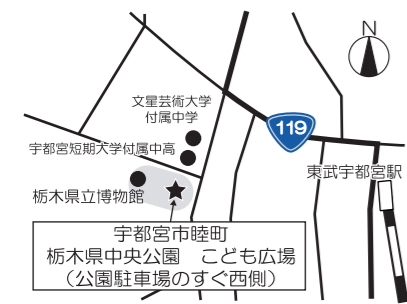 N
文星芸術大学
付属中学
119
宇都宮短期大学付属中高
東武宇都宮駅
栃木県立博物館
宇都宮市睦町
栃木県中央公園　こども広場
（公園駐車場のすぐ西側）